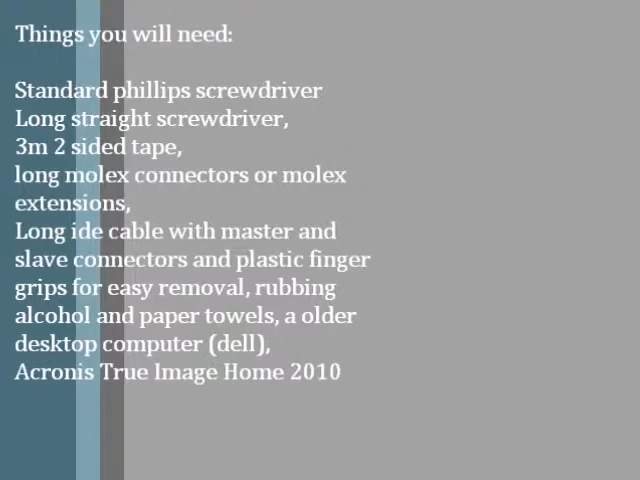 Things you will need:
Standard phillips screwdriver
Long straight screwdriver,
3m 2 sided tape,
long molex connectors or molex
extensions,
Long ide cable with master and
slave connectors and plastic finger
grips for easy removal, rubbing
alcohol and paper towels, a older
desktop computer (dell),
Acronis True Image Home 2010